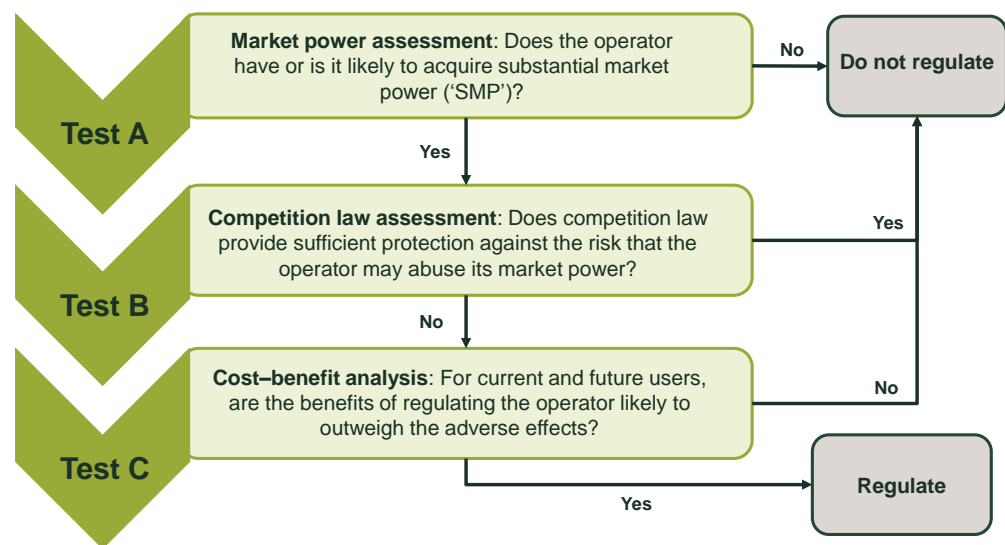 Market power assessment: Does the operator
have or is it likely to acquire substantial market
power (‘SMP’)?
No
Do not regulate
Test A
Yes
Competition law assessment: Does competition law
provide sufficient protection against the risk that the
operator may abuse its market power?
Yes
Test B
No
Cost–benefit analysis: For current and future users,
are the benefits of regulating the operator likely to
outweigh the adverse effects?
No
Test C
Yes
Regulate